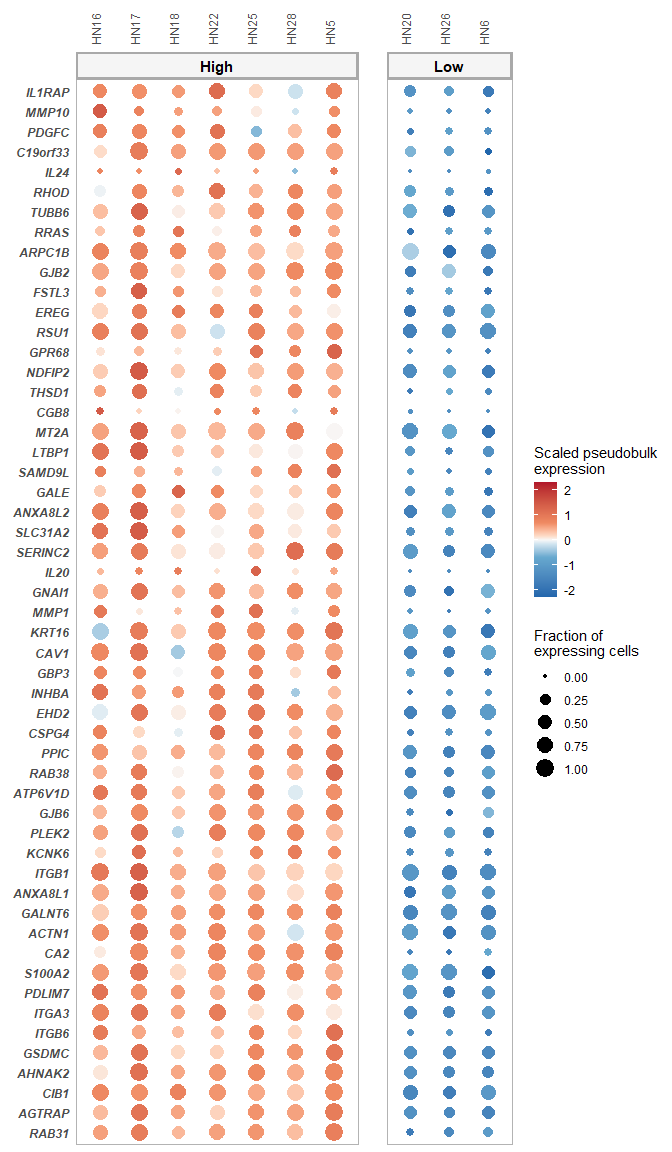 HN16 HN17 HN18 HN22 HN25 HN28 HN5 HN20 HN26 HN6
High Low
IL1RAP
MMP10
PDGFC
C19orf33
IL24
RHOD
TUBB6
RRAS
ARPC1B
GJB2
FSTL3
EREG
RSU1
GPR68
NDFIP2
THSD1
CGB8
MT2A
LTBP1
SAMD9L
GALE
ANXA8L2
SLC31A2
SERINC2
IL20
GNAI1
MMP1
KRT16
CAV1
GBP3
INHBA
EHD2
CSPG4
PPIC
RAB38
ATP6V1D
GJB6
PLEK2
KCNK6
ITGB1
ANXA8L1
GALNT6
ACTN1
CA2
S100A2
PDLIM7
ITGA3
ITGB6
GSDMC
AHNAK2
CIB1
AGTRAP
RAB31
Scaled pseudobulk
expression
2
1
0
-1
-2
Fraction of
expressing cells
0.00
0.25
0.50
0.75
1.00